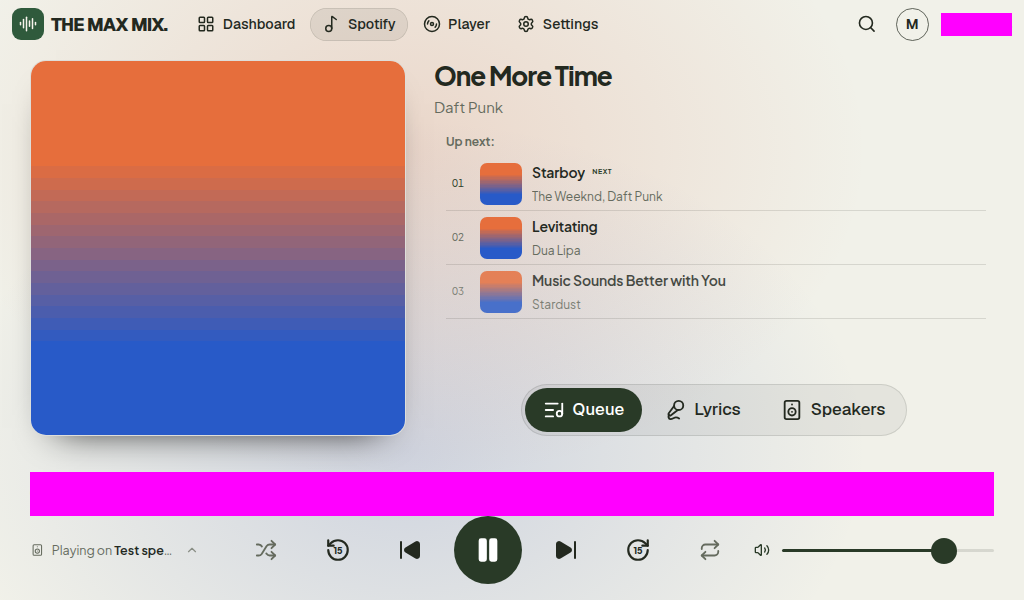 THE MAX MIX.
Dashboard
Spotify
Player
Settings
M
One More Time
Daft Punk
Up next:
01
Starboy NEXT
The Weeknd, Daft Punk
02
Levitating
Dua Lipa
03
Music Sounds Better with You
Stardust
Queue
Lyrics
Speakers
Playing on Test spe...
15
15